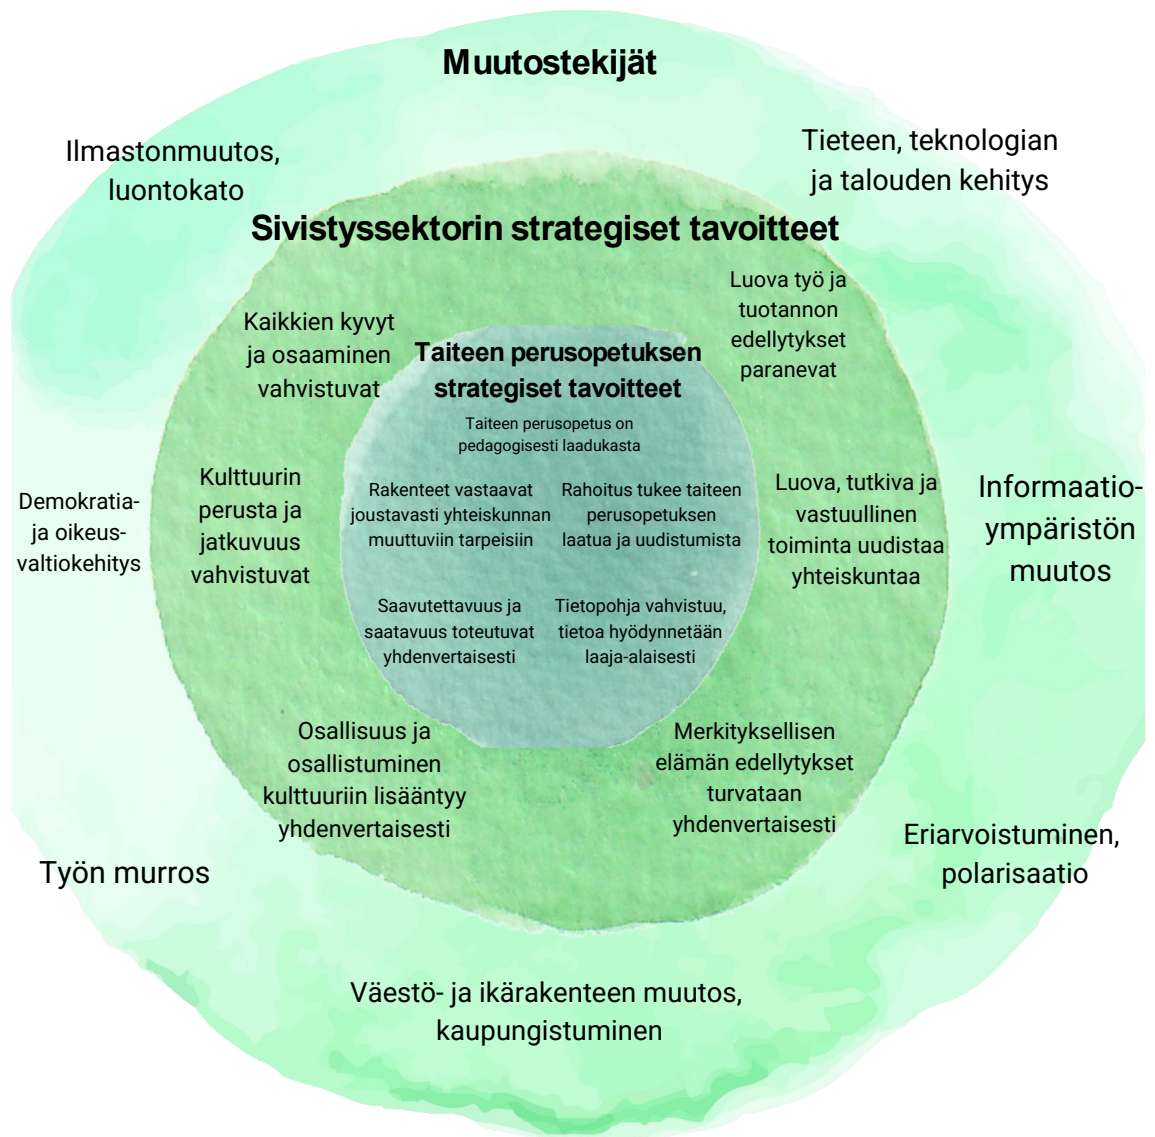 Muutostekijät
Ilmastonmuutos,
luontokato
Tieteen, teknologian
ja talouden kehitys
Sivistyssektorin strategiset tavoitteet
Luova työ ja
tuotannon
edellytykset
paranevat
Kaikkien kyvyt
ja osaaminen
vahvistuvat
Taiteen perusopetuksen
strategiset tavoitteet
Taiteen perusopetus on
pedagogisesti laadukasta
Demokratia-
ja oikeus-
valtiokehitys
Kulttuurin
perusta ja
jatkuvuus
vahvistuvat
Rakenteet vastaavat
joustavasti yhteiskunnan
muuttuviin tarpeisiin
Rahoitus tukee taiteen
perusopetuksen
laatua ja uudistumista
Luova, tutkiva ja
vastuullinen
toiminta uudistaa
yhteiskuntaa
Informaatio-
ympäristön
muutos
Saavutettavuus ja
saatavuus toteutuvat
yhdenvertaisesti
Tietopohja vahvistuu,
tietoa hyödynnetään
laaja-alaisesti
Osallisuus ja
osallistuminen
kulttuuriin lisääntyy
yhdenvertaisesti
Merkityksellisen
elämän edellytykset
turvataan
yhdenvertaisesti
Työn murros
Eriarvoistuminen,
polarisaatio
Väestö- ja ikärakenteen muutos,
kaupungistuminen